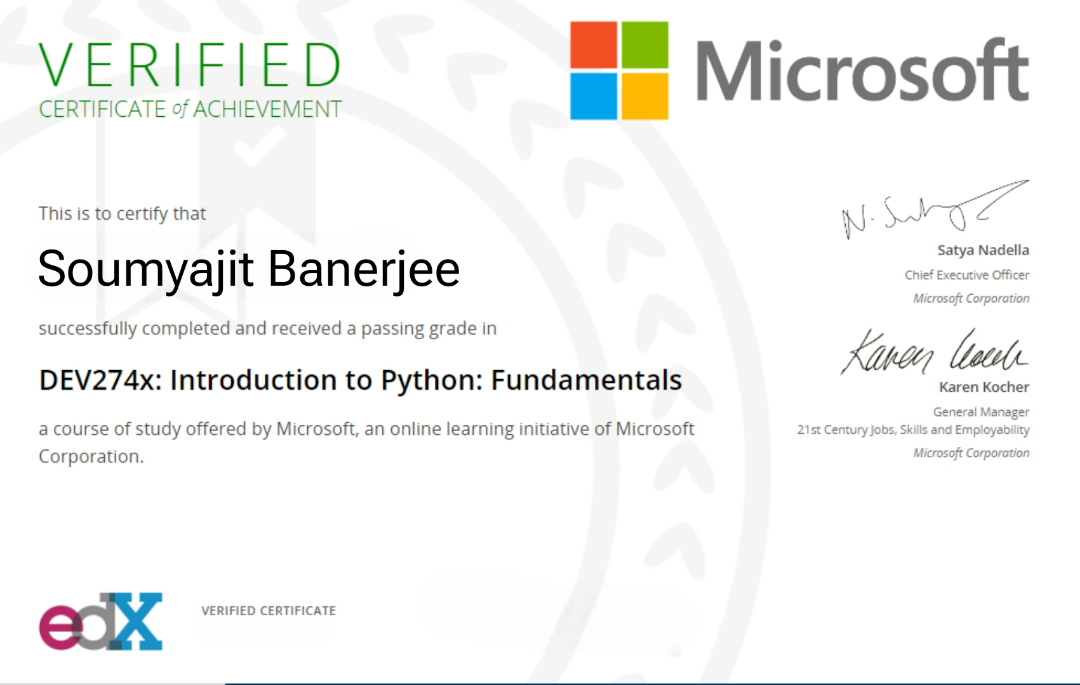 VERIFIED
CERTIFICATE of ACHIEVEMENT
Microsoft
This is to certify that
Soumyajit Banerjee
successfully completed and received a passing grade in
DEV274x: Introduction to Python: Fundamentals
a course of study offered by Microsoft, an online learning initiative of Microsoft
Corporation.
N. Satya
Satya Nadella
Chief Executive Officer
Microsoft Corporation
Karen Kocher
Karen Kocher
General Manager
21st Century Jobs, Skills and Employability
Microsoft Corporation
edX
VERIFIED CERTIFICATE